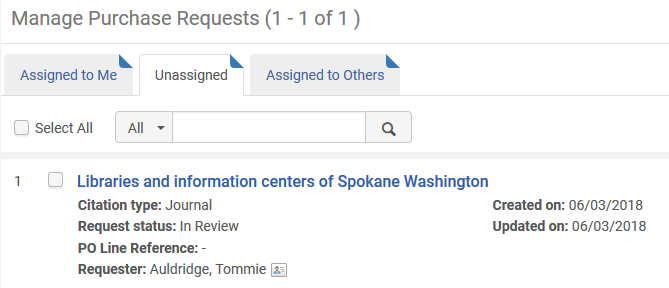 Manage Purchase Requests (1 - 1 of 1 )
Assigned to Me Unassigned Assigned to Others
Select All All
1 Libraries and information centers of Spokane Washington
Citation type: Journal Created on: 06/03/2018
Request status: In Review Updated on: 06/03/2018
PO Line Reference: -
Requester: Auldridge, Tommie